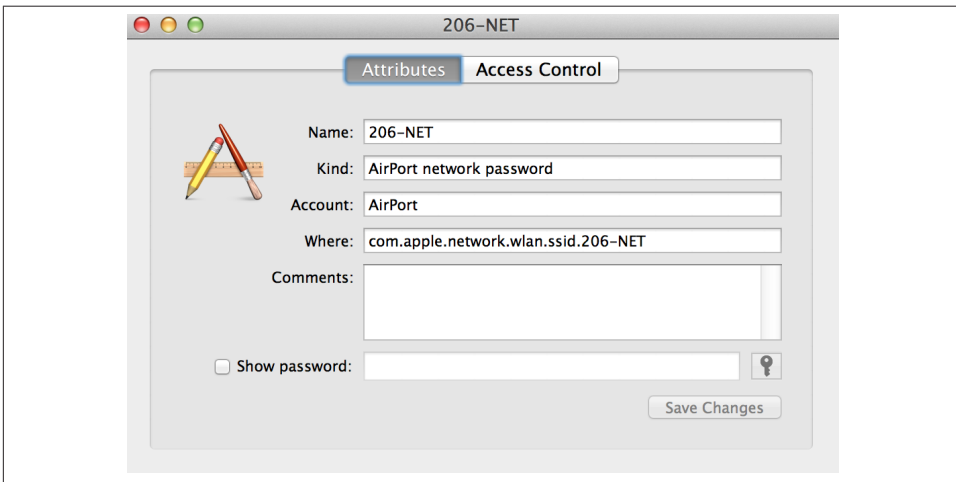 206-NET
Attributes Access Control
Name: 206-NET
Kind: AirPort network password
Account: AirPort
Where: com.apple.network.wlan.ssid.206-NET
Comments:
Show password:
Save Changes